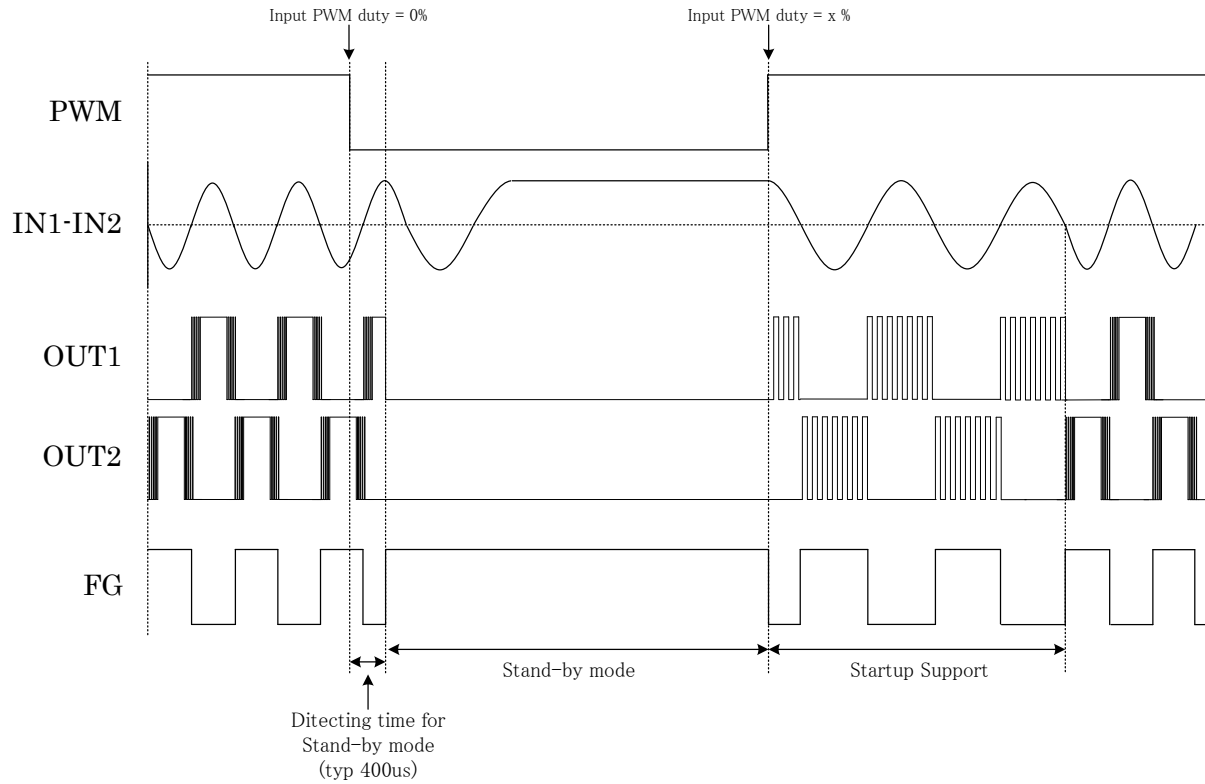 Input PWM duty = 0%
Input PWM duty = x %
PWM
IN1-IN2
OUT1
OUT2
FG
Stand-by mode
Startup Support
Ditecting time for
Stand-by mode
(typ 400us)